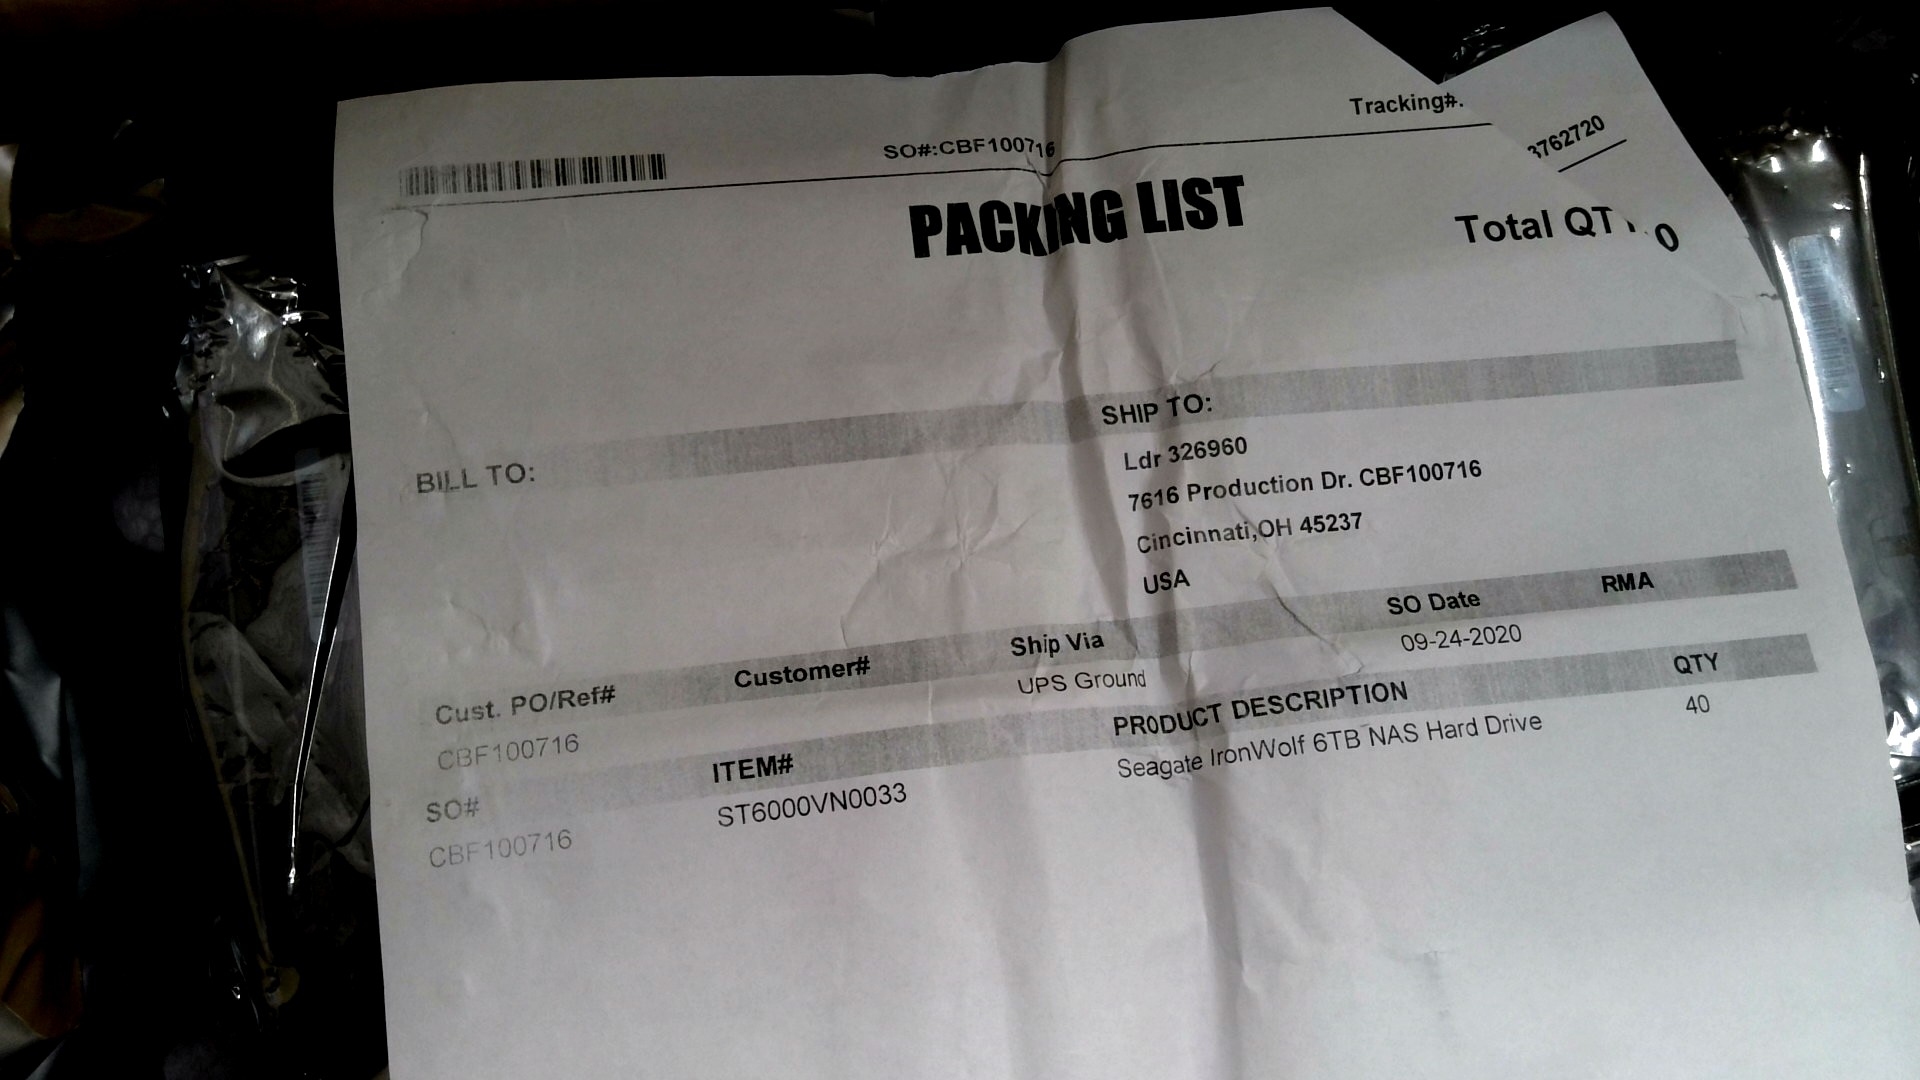 SO#:CBF100716
Tracking#.
3762720
PACKING LIST
Total QT 0
BILL TO:
SHIP TO:
Ldr 326960
7616 Production Dr. CBF100716
Cincinnati,OH 45237
USA
Cust. PO/Ref# Customer# Ship Via SO Date RMA
CBF100716 UPS Ground 09-24-2020
SO# ITEM# PRODUCT DESCRIPTION QTY
CBF100716 ST6000VN0033 Seagate IronWolf 6TB NAS Hard Drive 40